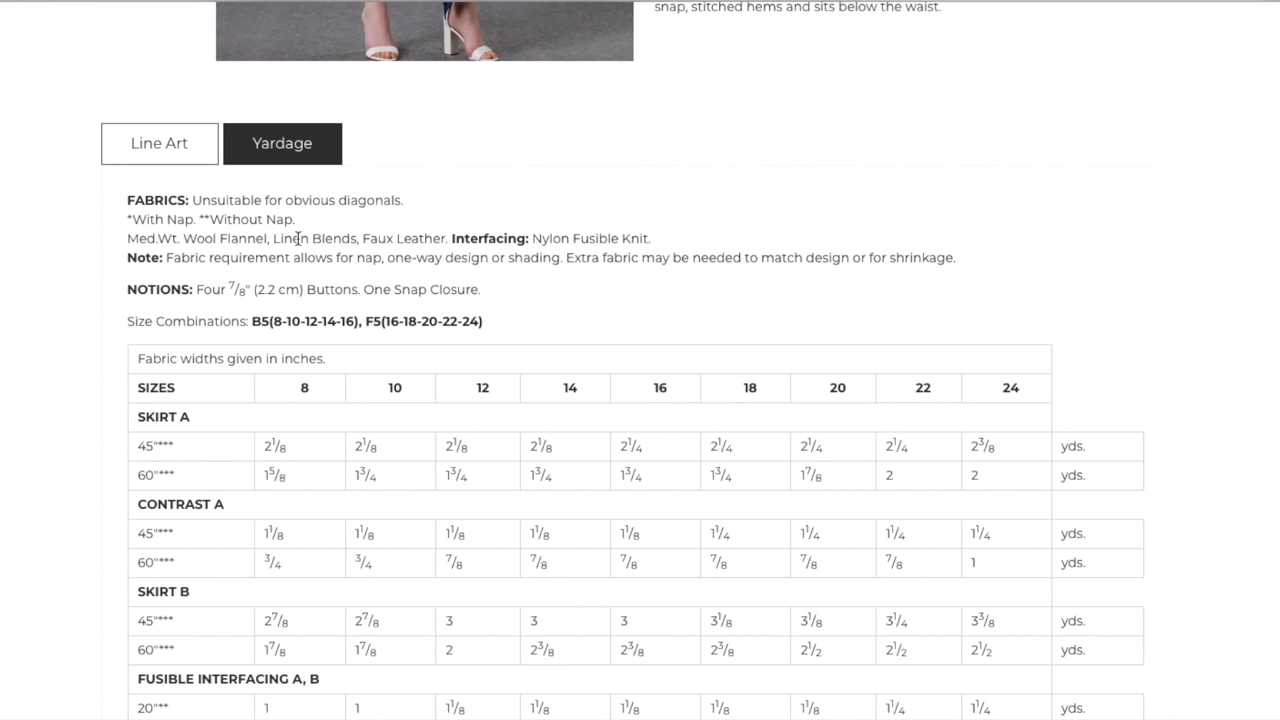 snap, stitched hems and sits below the waist.
Line Art
Yardage
FABRICS: Unsuitable for obvious diagonals.
*With Nap. **Without Nap.
Med.Wt. Wool Flannel, Linen Blends, Faux Leather. Interfacing: Nylon Fusible Knit.
Note: Fabric requirement allows for nap, one-way design or shading. Extra fabric may be needed to match design or for shrinkage.
NOTIONS: Four 7/8" (2.2 cm) Buttons. One Snap Closure.
Size Combinations: B5(8-10-12-14-16), F5(16-18-20-22-24)
Fabric widths given in inches.
SIZES 8 10 12 14 16 18 20 22 24
SKIRT A
45"*** 2 1/8 2 1/8 2 1/8 2 1/8 2 1/4 2 1/4 2 1/4 2 1/4 2 3/8 yds.
60"*** 1 5/8 1 3/4 1 3/4 1 3/4 1 3/4 1 3/4 1 7/8 2 2 yds.
CONTRAST A
45"*** 1 1/8 1 1/8 1 1/8 1 1/8 1 1/8 1 1/4 1 1/4 1 1/4 1 1/4 yds.
60"*** 3/4 3/4 7/8 7/8 7/8 7/8 7/8 7/8 1 yds.
SKIRT B
45"*** 2 7/8 2 7/8 3 3 3 3 1/8 3 1/8 3 1/4 3 3/8 yds.
60"*** 1 7/8 1 7/8 2 2 3/8 2 3/8 2 3/8 2 1/2 2 1/2 2 1/2 yds.
FUSIBLE INTERFACING A, B
20"** 1 1 1 1/8 1 1/8 1 1/8 1 1/8 1 1/8 1 1/4 1 1/4 yds.